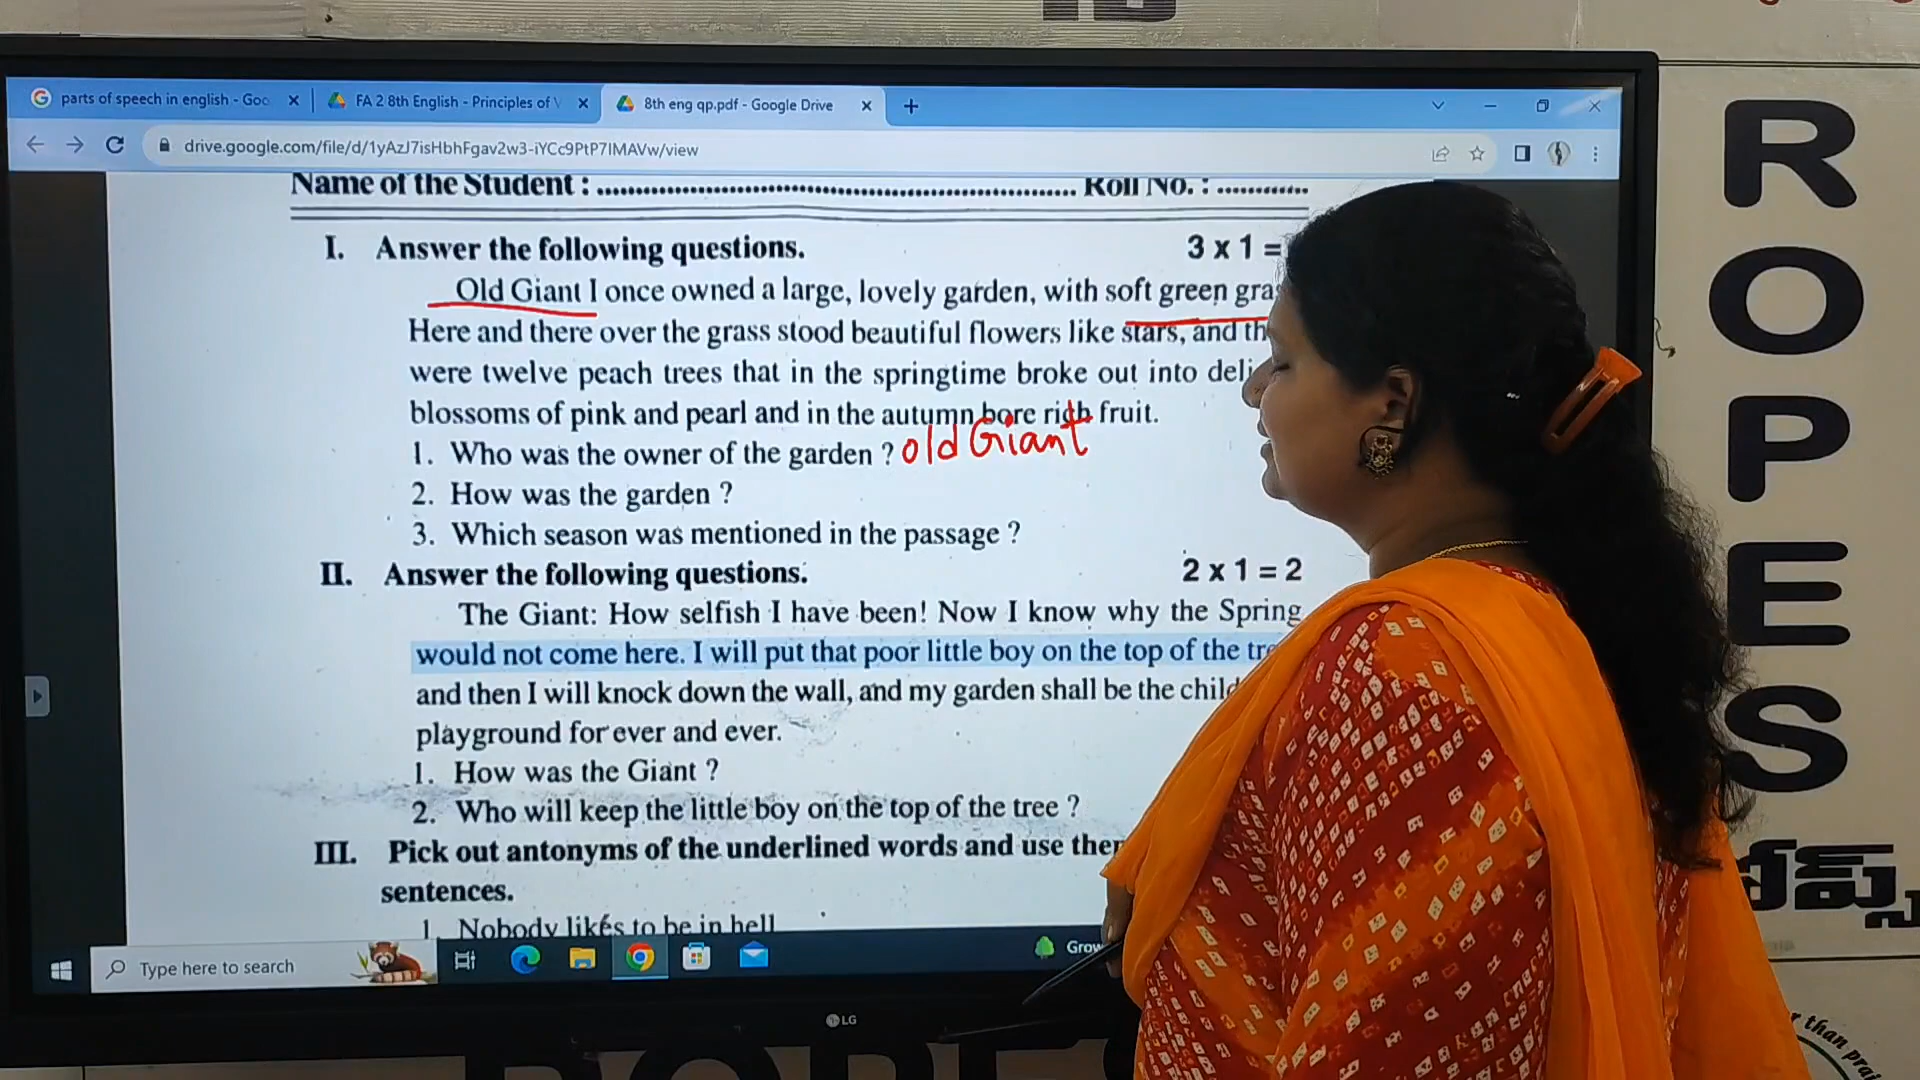 parts of speech in english - Goo
FA 2 8th English - Principles of V
8th eng qp.pdf - Google Drive
drive.google.com/file/d/1yAzJ7isHbhFgav2w3-iYCc9PtP7IMAVw/view
Name of the Student : ............ Roll No. : ............
I. Answer the following questions. 3 x 1 =
Old Giant I once owned a large, lovely garden, with soft green gra
Here and there over the grass stood beautiful flowers like stars, and th
were twelve peach trees that in the springtime broke out into deli
blossoms of pink and pearl and in the autumn bore rich fruit.
1. Who was the owner of the garden ? old Giant
2. How was the garden ?
3. Which season was mentioned in the passage ?
II. Answer the following questions. 2 x 1 = 2
The Giant: How selfish I have been! Now I know why the Spring
would not come here. I will put that poor little boy on the top of the tre
and then I will knock down the wall, and my garden shall be the child
playground for ever and ever.
1. How was the Giant ?
2. Who will keep the little boy on the top of the tree ?
III. Pick out antonyms of the underlined words and use the
sentences.
1. Nobody likes to be in hell
Type here to search
LG
ROPES
than